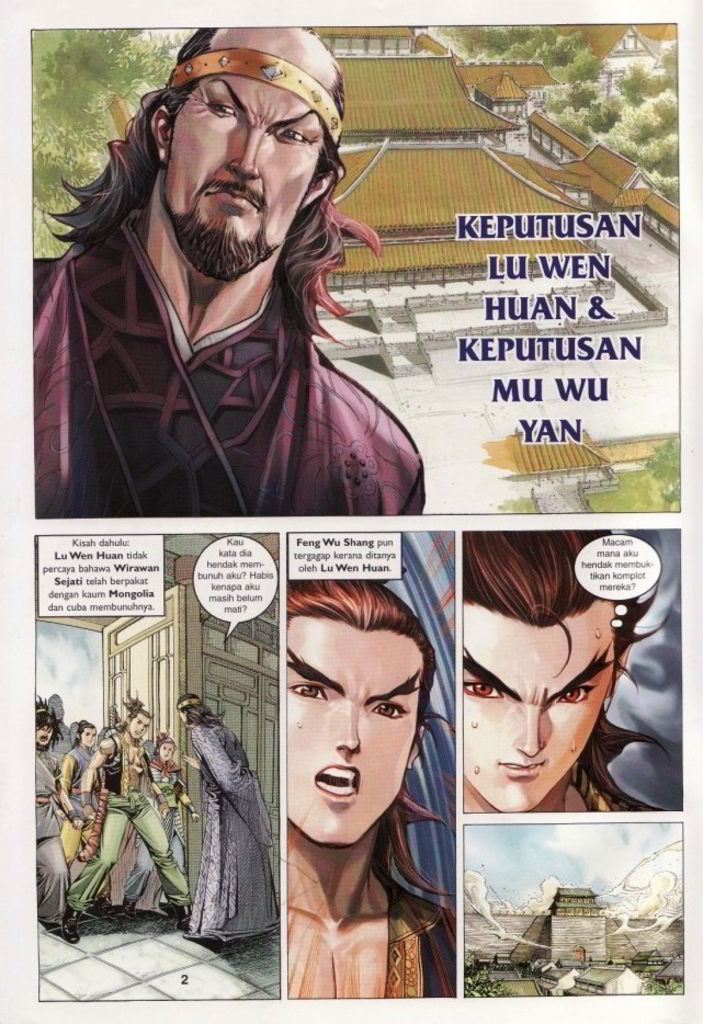 KEPUTUSAN
LU WEN
HUAN &
KEPUTUSAN
MU WU
YAN
Kisah dahulu:
Lu Wen Huan tidak
percaya bahawa Wirawan
Sejati telah berpakat
dengan kaum Mongolia
dan cuba membunuhnya.
Kau
kata dia
hendak mem-
bunuh aku? Habis
kenapa aku
masih belum
mati?
Feng Wu Shang pun
tergagap kerana ditanya
oleh Lu Wen Huan.
Macam
mana aku
hendak membuk-
tikan komplot
mereka?
2